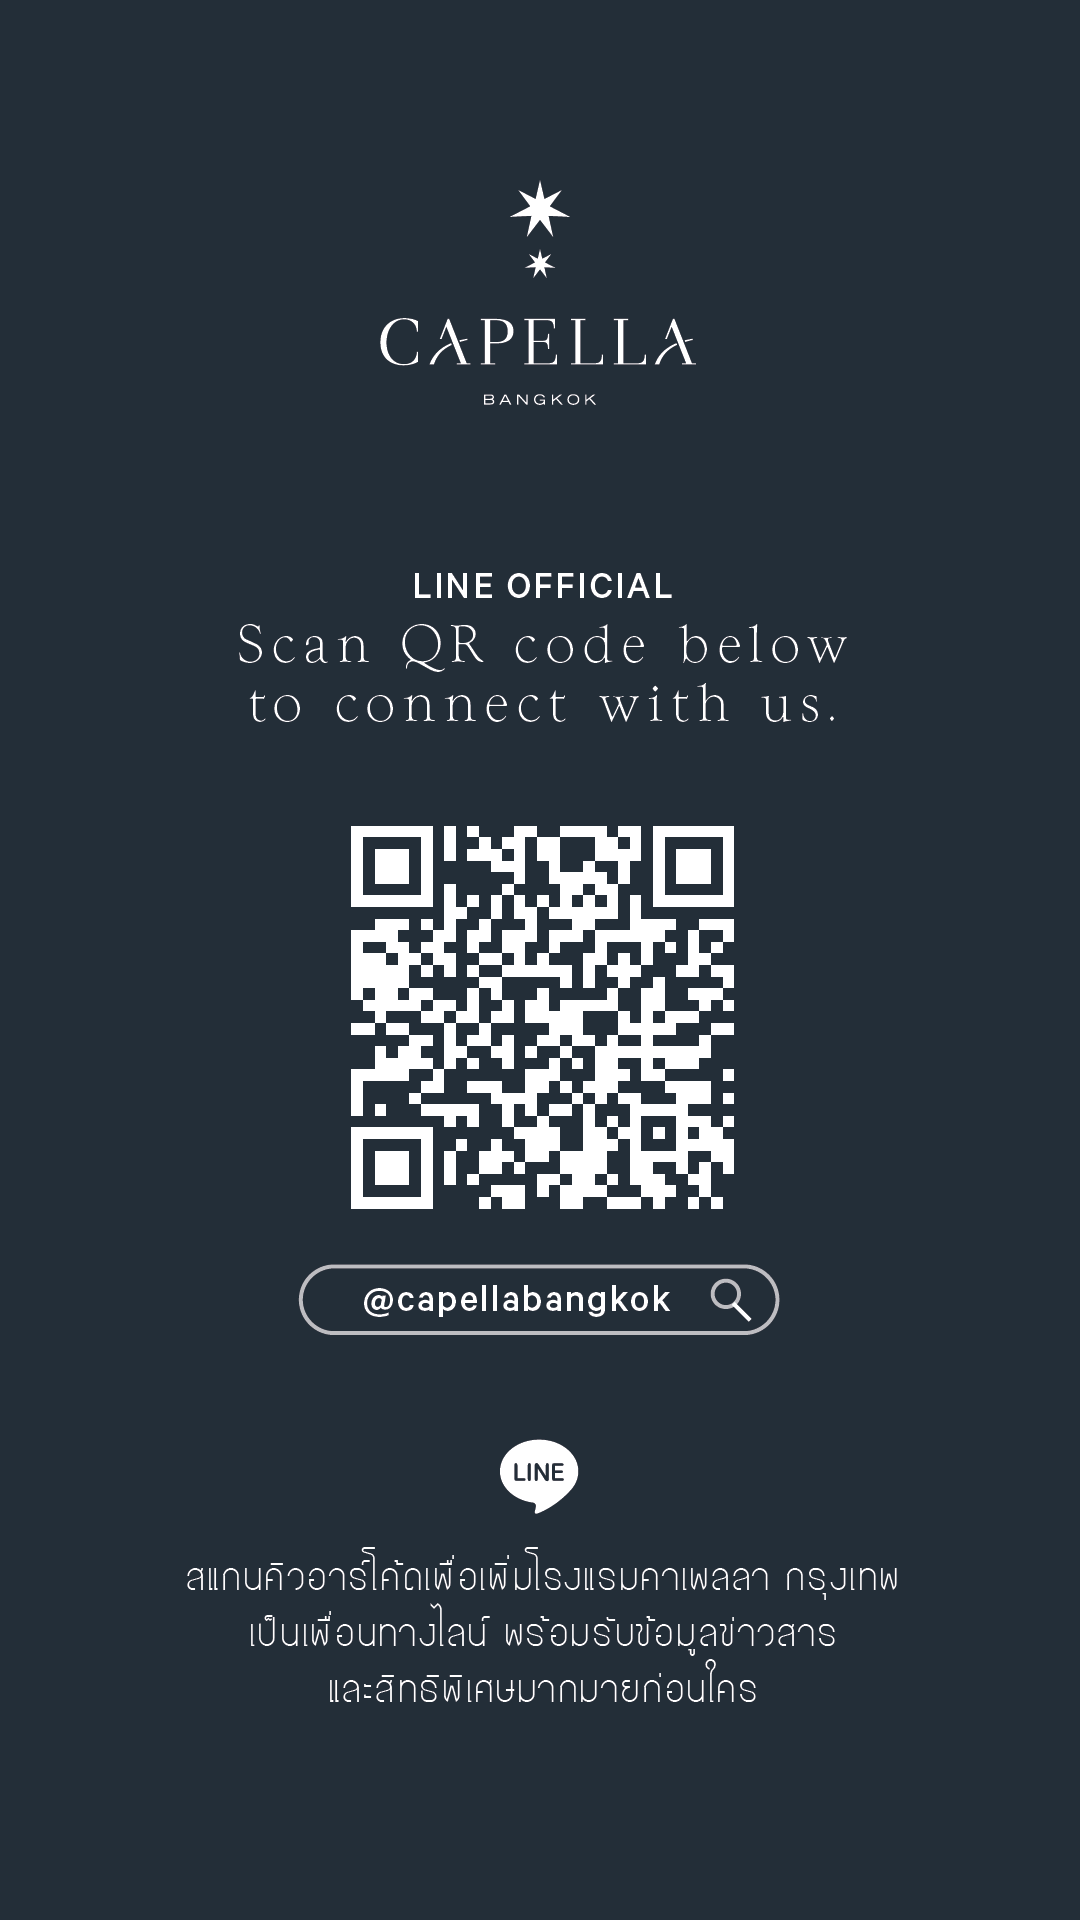 CAPELLA
BANGKOK
LINE OFFICIAL
Scan QR code below
to connect with us.
@capellabangkok
LINE
สแกนคิวอาร์โค้ดเพื่อเพิ่มโรงแรมคาเพลลา กรุงเทพ
เป็นเพื่อนทางไลน์ พร้อมรับข้อมูลข่าวสาร
และสิทธิพิเศษมากมายก่อนใคร